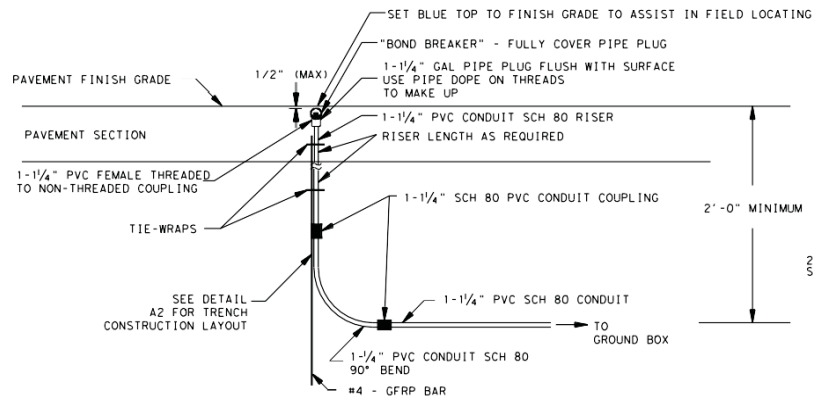 SET BLUE TOP TO FINISH GRADE TO ASSIST IN FIELD LOCATING
"BOND BREAKER" - FULLY COVER PIPE PLUG
1-1¼" GAL PIPE PLUG FLUSH WITH SURFACE
USE PIPE DOPE ON THREADS
TO MAKE UP
1/2" (MAX)
PAVEMENT FINISH GRADE
1-1¼" PVC CONDUIT SCH 80 RISER
PAVEMENT SECTION
RISER LENGTH AS REQUIRED
1-1¼" PVC FEMALE THREADED
TO NON-THREADED COUPLING
1-1¼" SCH 80 PVC CONDUIT COUPLING
2'-0" MINIMUM
TIE-WRAPS
2
S
SEE DETAIL
A2 FOR TRENCH
CONSTRUCTION LAYOUT
1-1¼" PVC SCH 80 CONDUIT
TO
GROUND BOX
1-1¼" PVC CONDUIT SCH 80
90° BEND
#4 - GFRP BAR